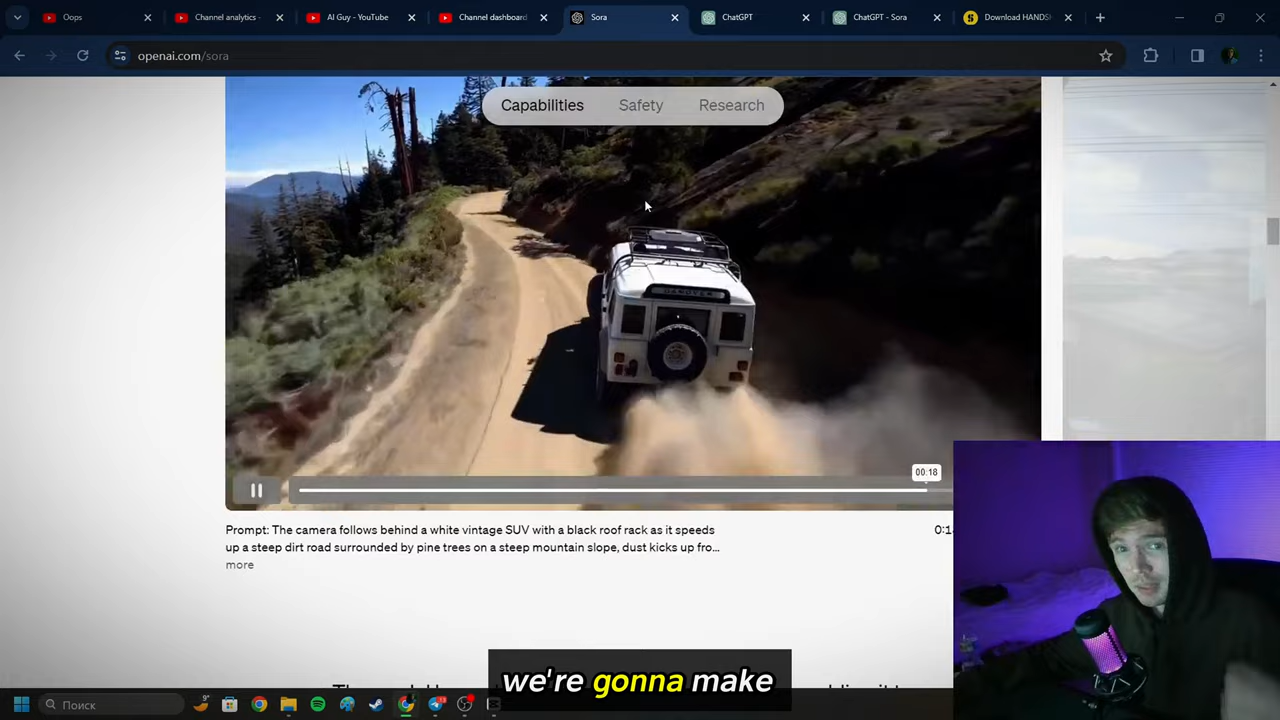 Oops
Channel analytics -
AI Guy - YouTube
Channel dashboard
Sora
ChatGPT
ChatGPT - Sora
Download HANDS
openai.com/sora
Capabilities
Safety
Research
00:18
Prompt: The camera follows behind a white vintage SUV with a black roof rack as it speeds
up a steep dirt road surrounded by pine trees on a steep mountain slope, dust kicks up fro...
more
we're gonna make
Поиск
9°